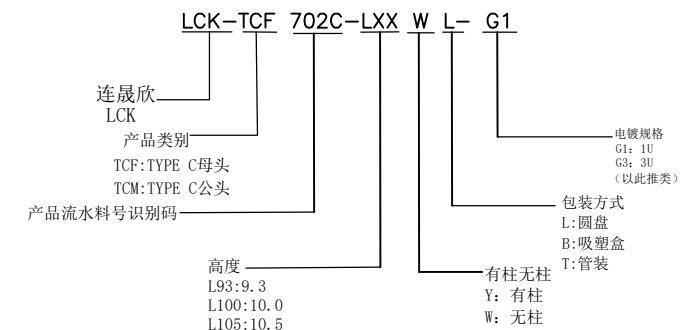 LCK-TCF 702C-LXX W L- G1
连晟欣
LCK
产品类别
TCF:TYPE C母头
TCM:TYPE C公头
产品流水料号识别码
高度
L93:9.3
L100:10.0
L105:10.5
有柱无柱
Y: 有柱
W: 无柱
包装方式
L:圆盘
B:吸塑盒
T:管装
电镀规格
G1: 1U
G3: 3U
(以此推类)